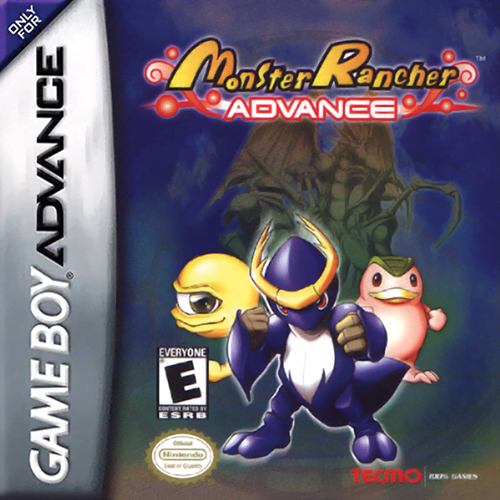 ONLY
FOR
GAME BOY ADVANCE
Monster Rancher™
ADVANCE
EVERYONE
E
CONTENT RATED BY
ESRB
Official
Nintendo
Seal of Quality
TECMO 100% GAMES